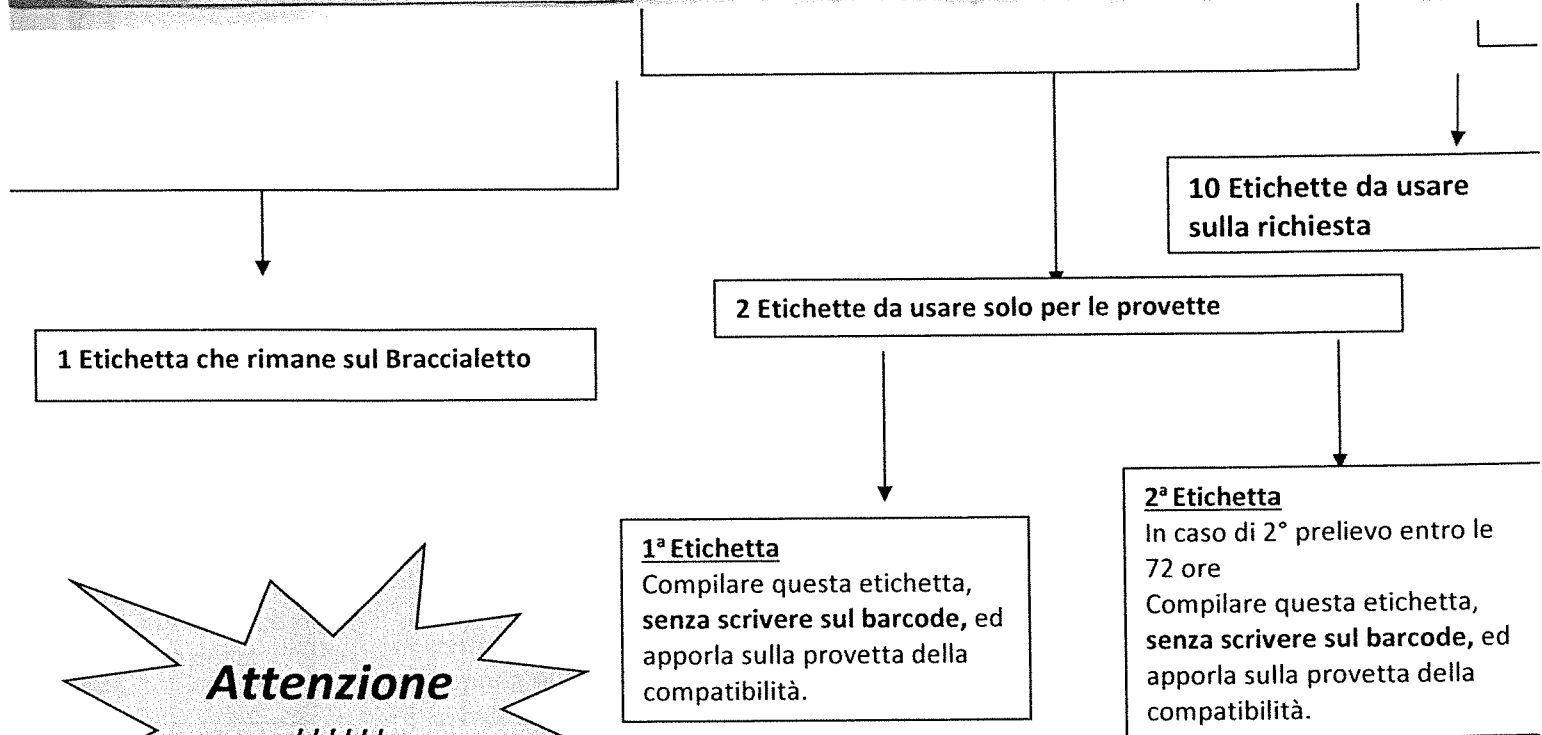 10 Etichette da usare
sulla richiesta
2 Etichette da usare solo per le provette
1 Etichetta che rimane sul Braccialetto
1ª Etichetta
Compilare questa etichetta,
senza scrivere sul barcode, ed
apporla sulla provetta della
compatibilità.
2ª Etichetta
In caso di 2° prelievo entro le
72 ore
Compilare questa etichetta,
senza scrivere sul barcode, ed
apporla sulla provetta della
compatibilità.
Attenzione